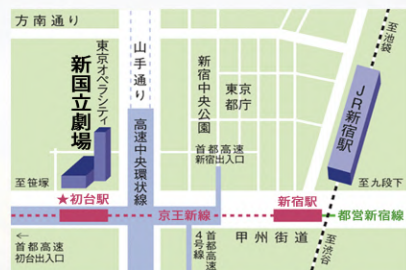 方南通り
山手通り
東京オペラシティ
新国立劇場
新宿中央公園
東京
都庁
至池袋
JR新宿駅
高速中央環状線
首都高速
新宿出入口
至笹塚
至九段下
★初台駅
京王新線
新宿駅
都営新宿線
←
首都高速
初台出入口
首都高速
4号線
甲州街道
至渋谷